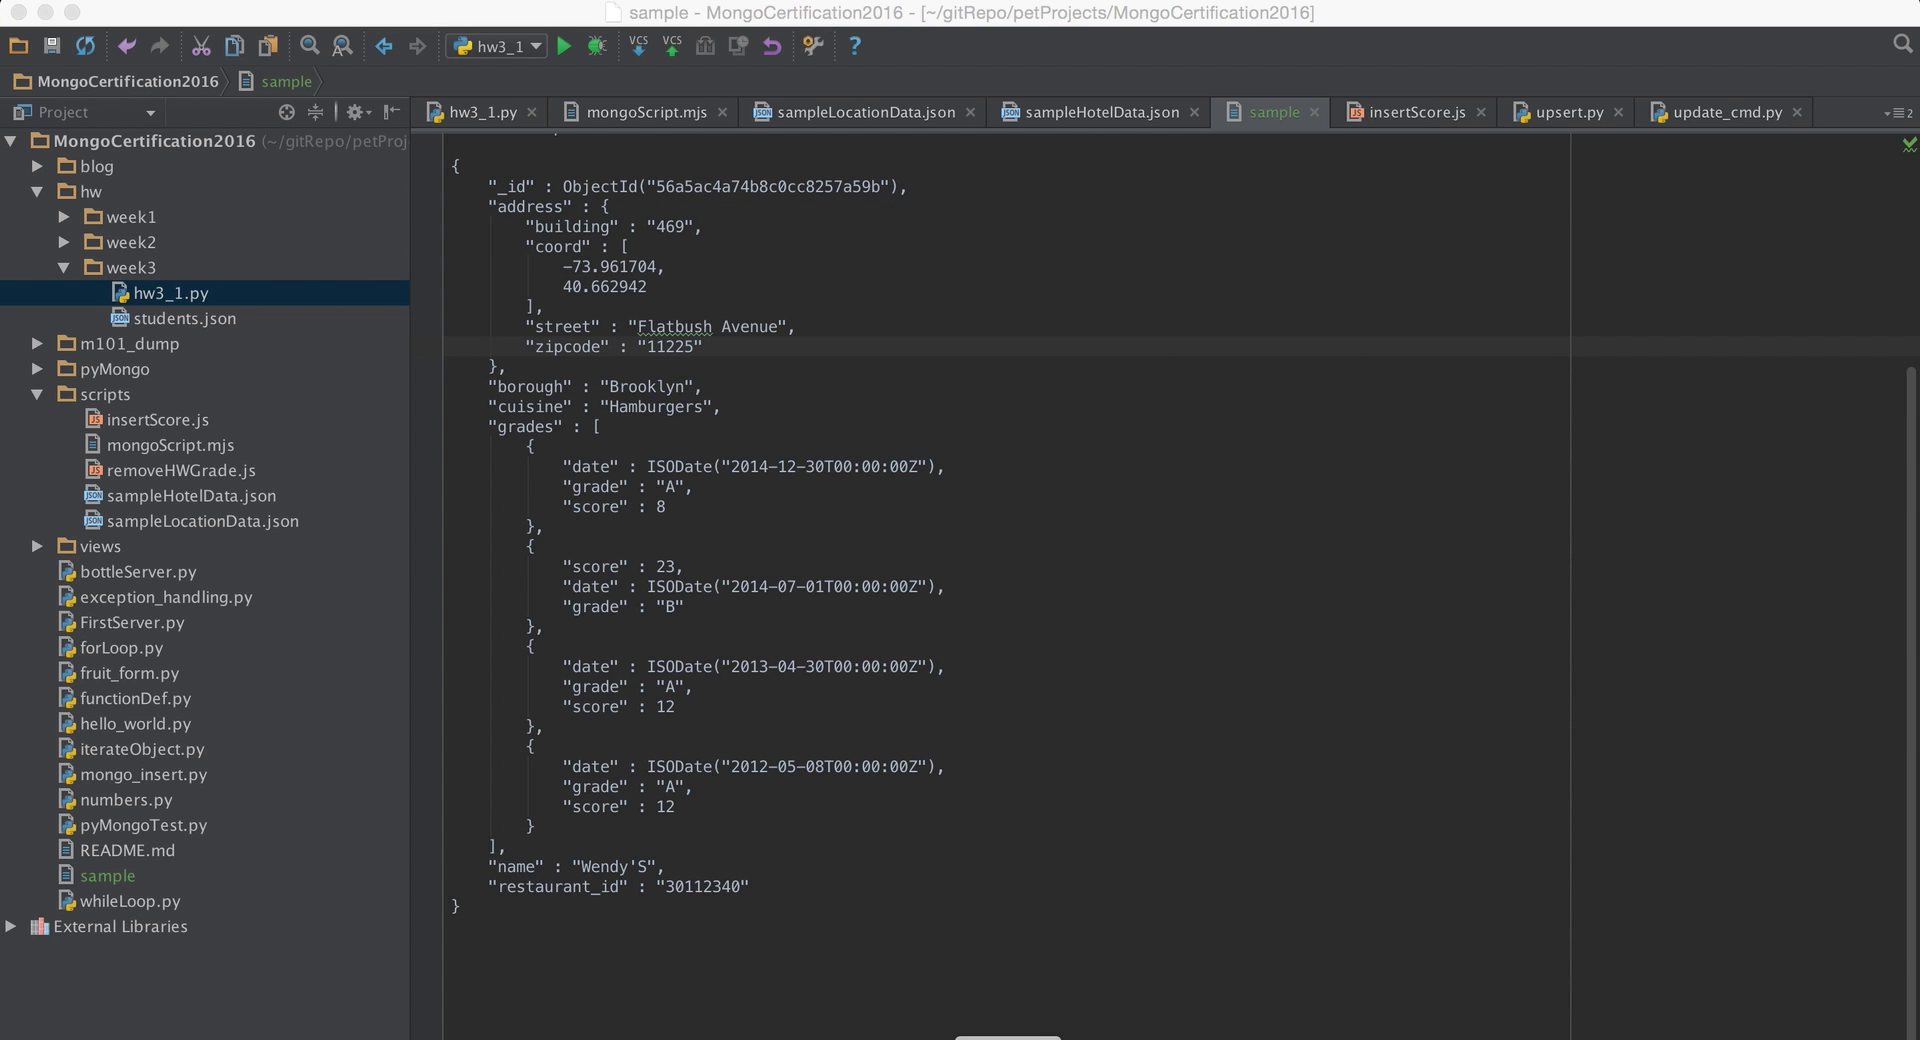 sample - MongoCertification2016 - [~/gitRepo/petProjects/MongoCertification2016]
hw3_1
VCS VCS
?
MongoCertification2016 sample
Project
hw3_1.py mongoScript.mjs sampleLocationData.json sampleHotelData.json sample insertScore.js upsert.py update_cmd.py 2
MongoCertification2016 (~/gitRepo/petProj
blog
hw
week1
week2
week3
hw3_1.py
students.json
m101_dump
pyMongo
scripts
insertScore.js
mongoScript.mjs
removeHWGrade.js
sampleHotelData.json
sampleLocationData.json
views
bottleServer.py
exception_handling.py
FirstServer.py
forLoop.py
fruit_form.py
functionDef.py
hello_world.py
iterateObject.py
mongo_insert.py
numbers.py
pyMongoTest.py
README.md
sample
whileLoop.py
External Libraries
{
"_id" : ObjectId("56a5ac4a74b8c0cc8257a59b"),
"address" : {
"building" : "469",
"coord" : [
-73.961704,
40.662942
],
"street" : "Flatbush Avenue",
"zipcode" : "11225"
},
"borough" : "Brooklyn",
"cuisine" : "Hamburgers",
"grades" : [
{
"date" : ISODate("2014-12-30T00:00:00Z"),
"grade" : "A",
"score" : 8
},
{
"score" : 23,
"date" : ISODate("2014-07-01T00:00:00Z"),
"grade" : "B"
},
{
"date" : ISODate("2013-04-30T00:00:00Z"),
"grade" : "A",
"score" : 12
},
{
"date" : ISODate("2012-05-08T00:00:00Z"),
"grade" : "A",
"score" : 12
}
],
"name" : "Wendy'S",
"restaurant_id" : "30112340"
}